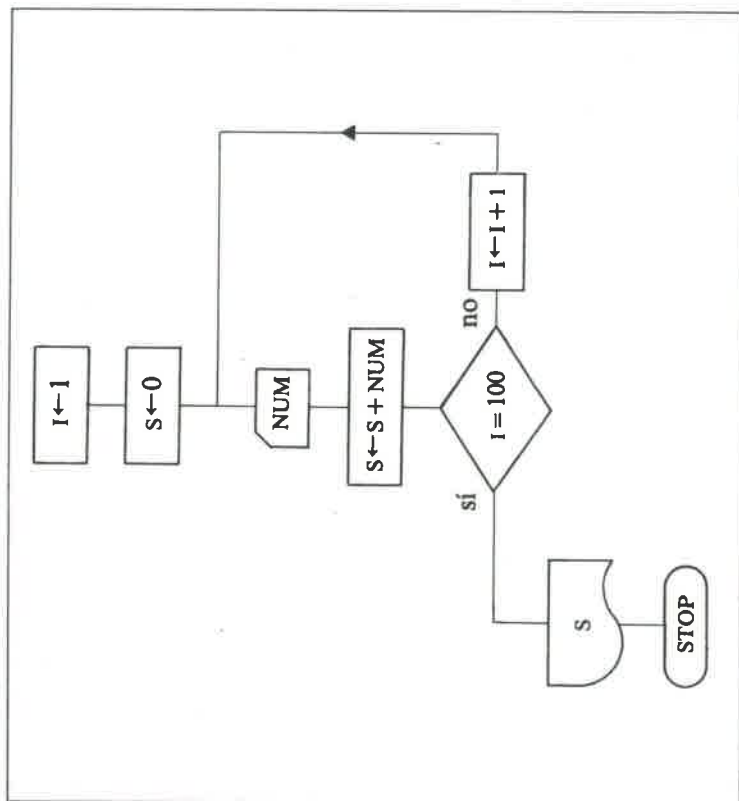 I←1
S←0
NUM
S←S + NUM
I = 100
sí
no
I←I + 1
S
STOP